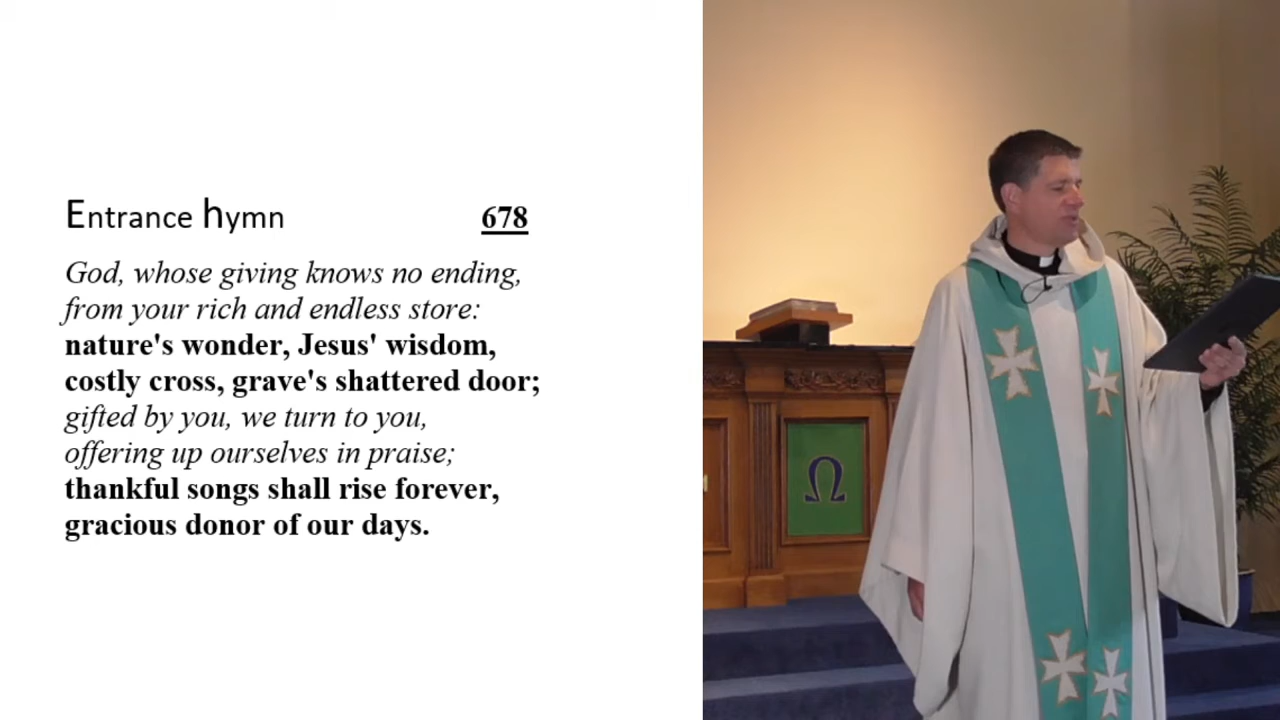 Entrance hymn 678
God, whose giving knows no ending,
from your rich and endless store:
nature's wonder, Jesus' wisdom,
costly cross, grave's shattered door;
gifted by you, we turn to you,
offering up ourselves in praise;
thankful songs shall rise forever,
gracious donor of our days.
Ω